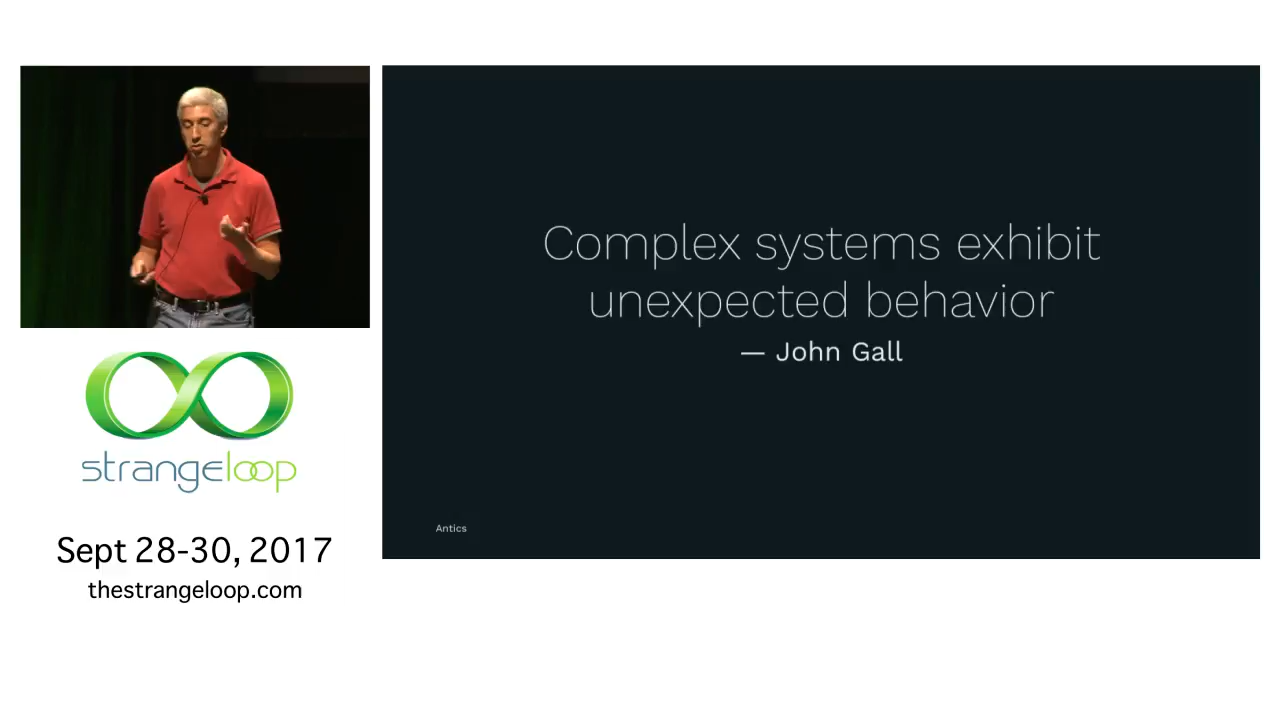 Complex systems exhibit
unexpected behavior
— John Gall
Antics
strangeloop
Sept 28-30, 2017
thestrangeloop.com